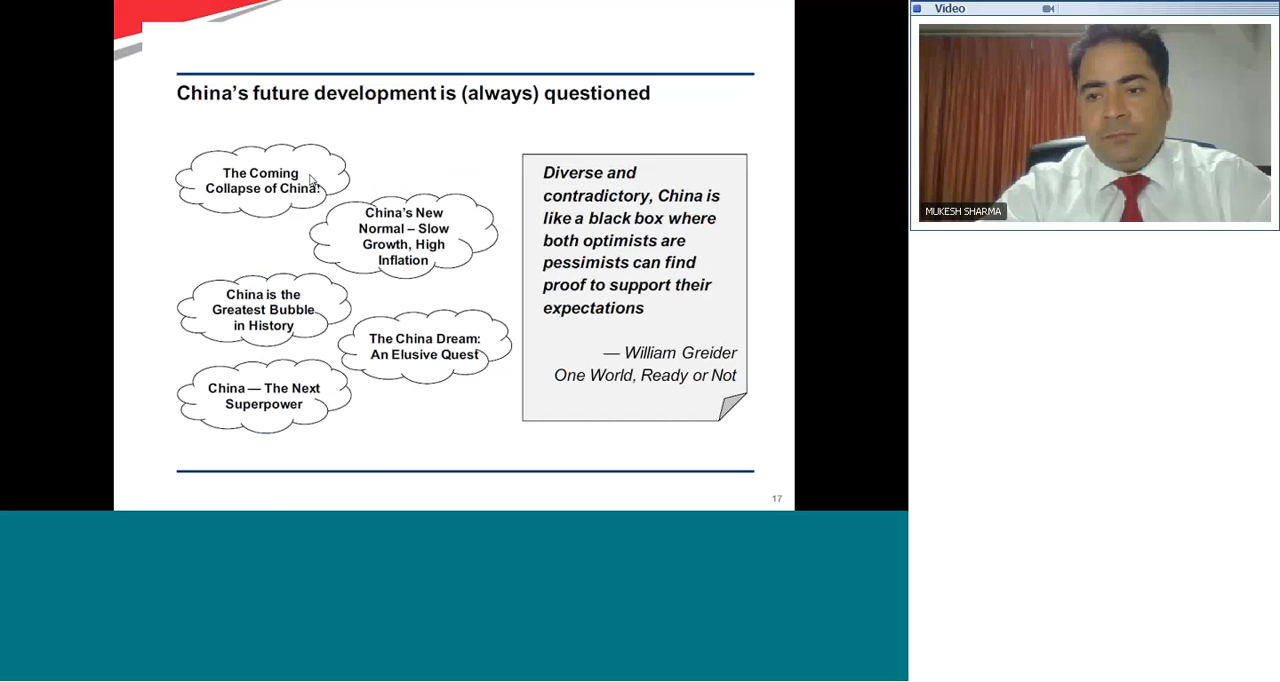 Video
China's future development is (always) questioned
The Coming
Collapse of China!
China's New
Normal – Slow
Growth, High
Inflation
China is the
Greatest Bubble
in History
The China Dream:
An Elusive Quest
China — The Next
Superpower
Diverse and
contradictory, China is
like a black box where
both optimists are
pessimists can find
proof to support their
expectations
— William Greider
One World, Ready or Not
17
MUKESH SHARMA